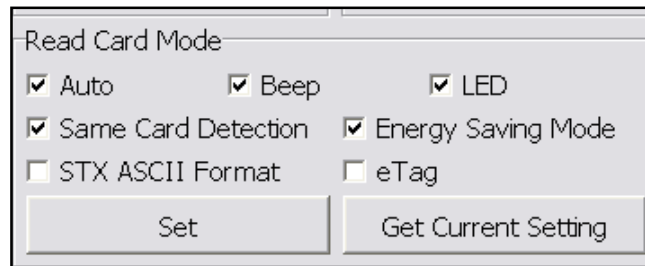 Read Card Mode
Auto Beep LED
Same Card Detection Energy Saving Mode
STX ASCII Format eTag
Set Get Current Setting